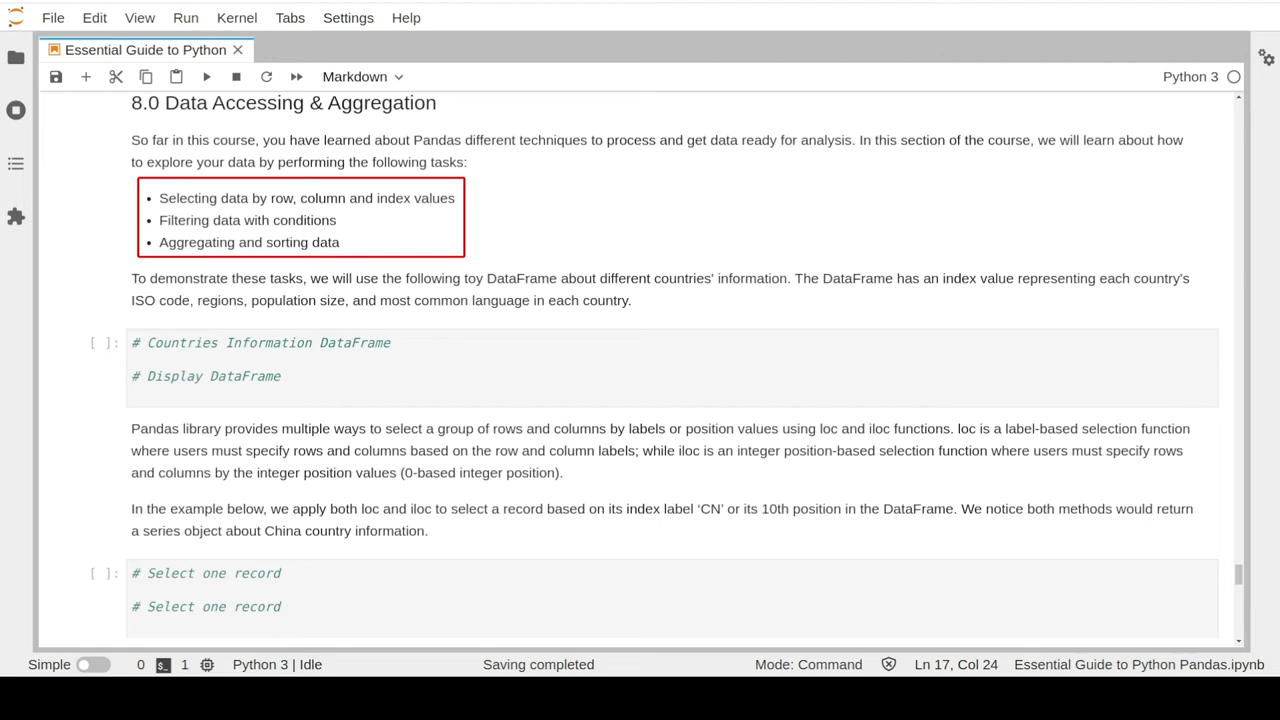 File Edit View Run Kernel Tabs Settings Help
Essential Guide to Python
Markdown
Python 3
8.0 Data Accessing & Aggregation
So far in this course, you have learned about Pandas different techniques to process and get data ready for analysis. In this section of the course, we will learn about how
to explore your data by performing the following tasks:
• Selecting data by row, column and index values
• Filtering data with conditions
• Aggregating and sorting data
To demonstrate these tasks, we will use the following toy DataFrame about different countries' information. The DataFrame has an index value representing each country's
ISO code, regions, population size, and most common language in each country.
[ ]: # Countries Information DataFrame
# Display DataFrame
Pandas library provides multiple ways to select a group of rows and columns by labels or position values using loc and iloc functions. loc is a label-based selection function
where users must specify rows and columns based on the row and column labels; while iloc is an integer position-based selection function where users must specify rows
and columns by the integer position values (0-based integer position).
In the example below, we apply both loc and iloc to select a record based on its index label ‘CN’ or its 10th position in the DataFrame. We notice both methods would return
a series object about China country information.
[ ]: # Select one record
# Select one record
Simple 0 $_ 1 Python 3 | Idle Saving completed Mode: Command Ln 17, Col 24 Essential Guide to Python Pandas.ipynb